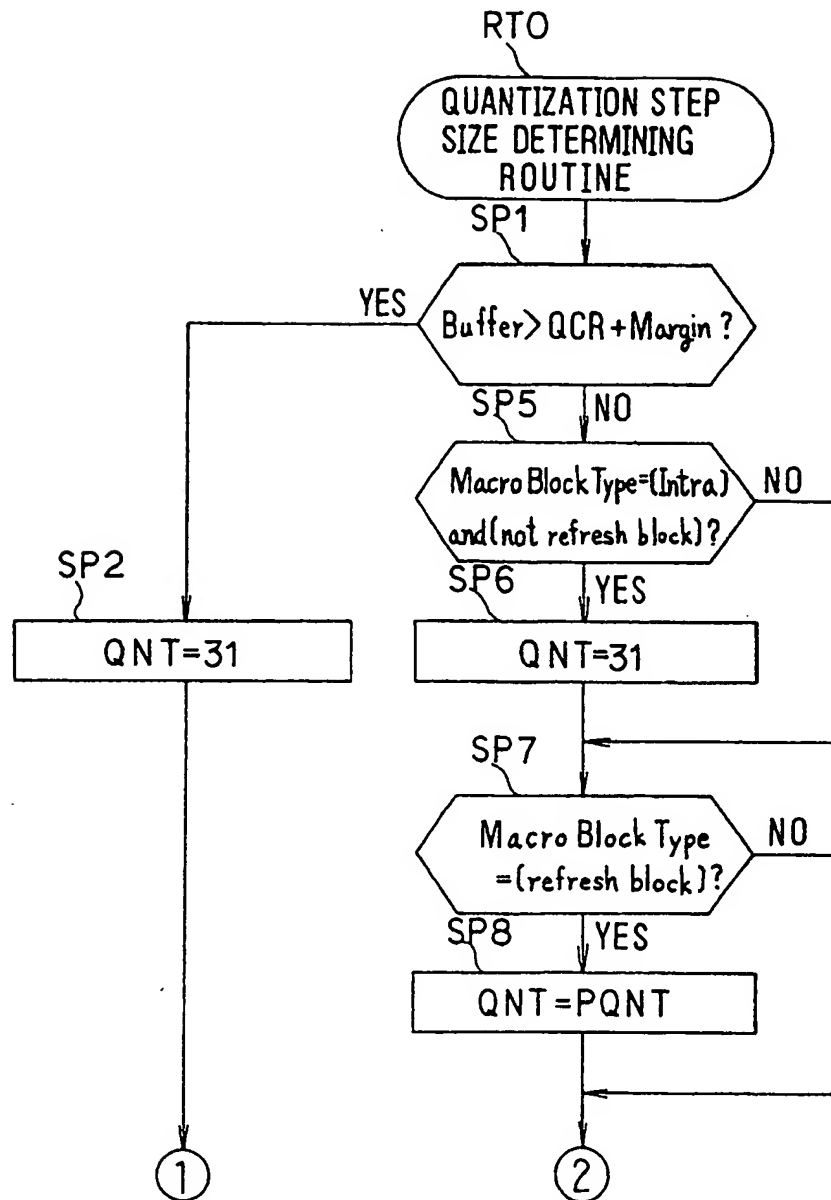 RT0
QUANTIZATION STEP
SIZE DETERMINING
ROUTINE
SP1
YES
Buffer>QCR+Margin?
SP5
NO
Macro Block Type=(Intra)
and(not refresh block)?
NO
SP2
SP6
YES
QNT=31
QNT=31
SP7
Macro Block Type
=(refresh block)?
NO
SP8
YES
QNT=PQNT
1
2